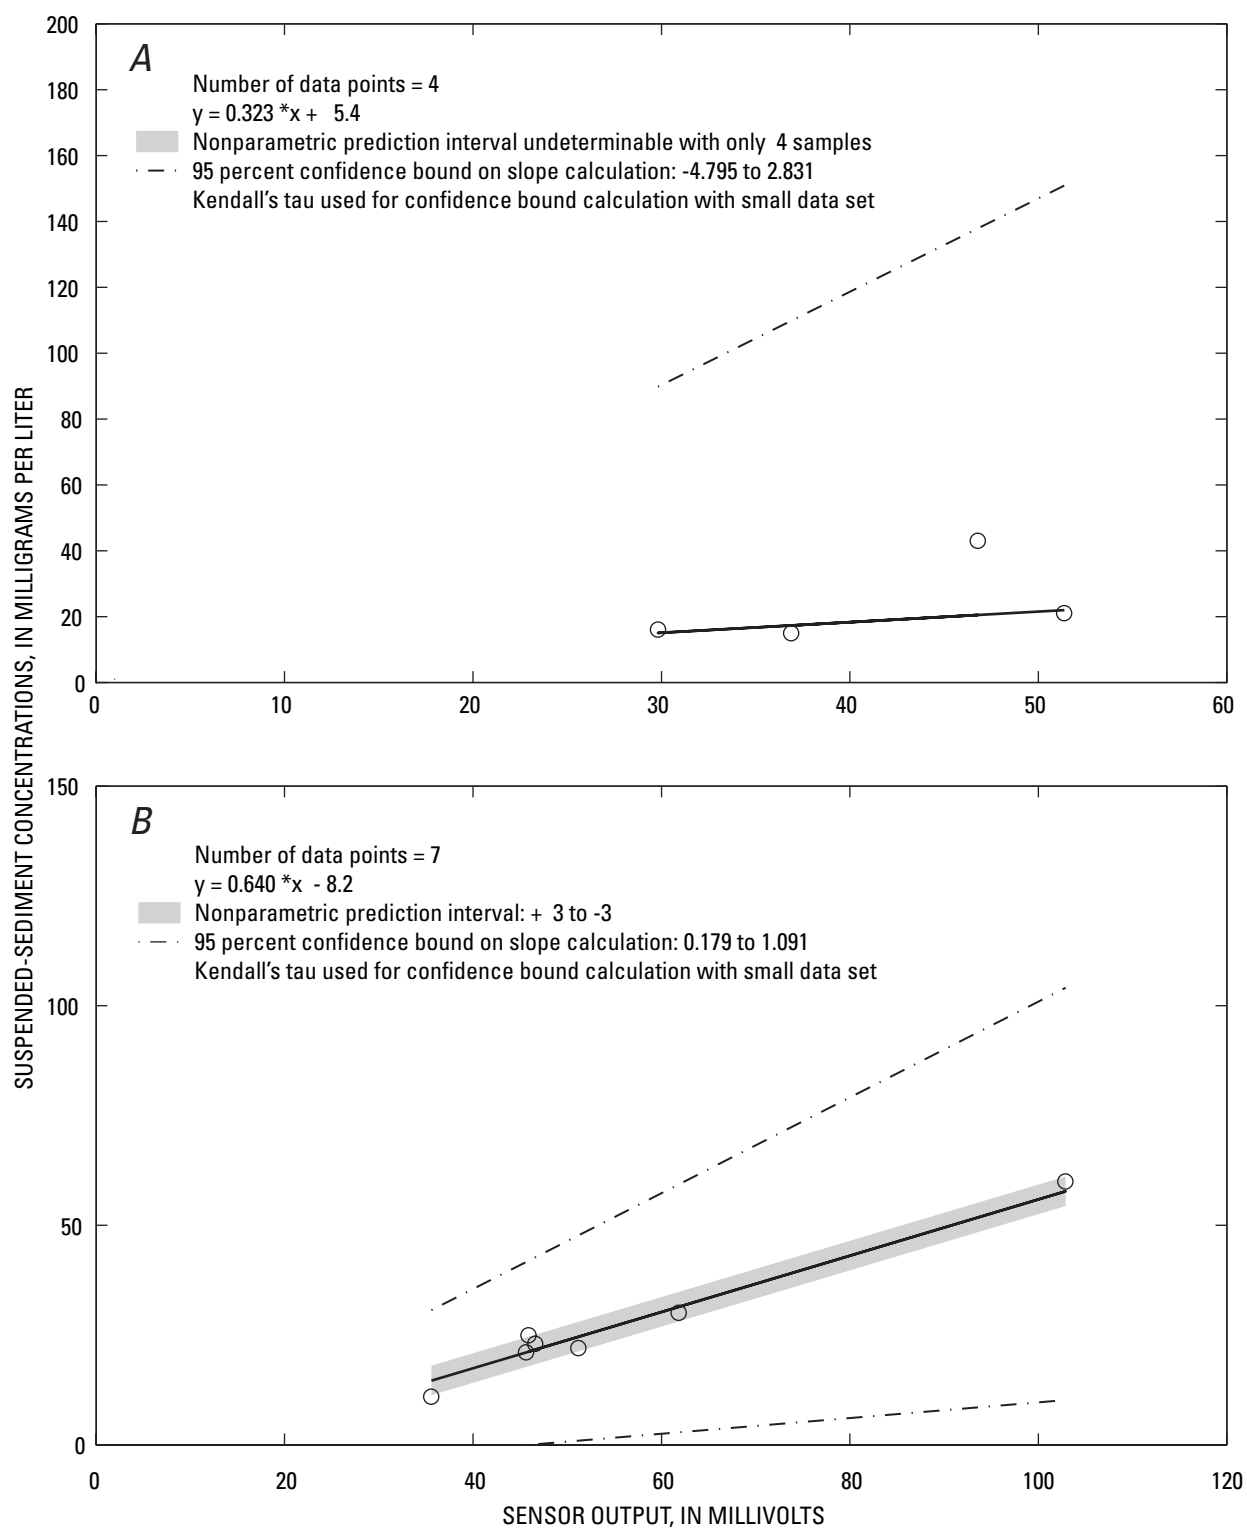 SUSPENDED-SEDIMENT CONCENTRATIONS, IN MILLIGRAMS PER LITER
200
180
160
140
120
100
80
60
40
20
0
A
Number of data points = 4
y = 0.323 *x + 5.4
Nonparametric prediction interval undeterminable with only 4 samples
95 percent confidence bound on slope calculation: -4.795 to 2.831
Kendall's tau used for confidence bound calculation with small data set
0 10 20 30 40 50 60
150
100
50
0
B
Number of data points = 7
y = 0.640 *x - 8.2
Nonparametric prediction interval: + 3 to -3
95 percent confidence bound on slope calculation: 0.179 to 1.091
Kendall's tau used for confidence bound calculation with small data set
0 20 40 60 80 100 120
SENSOR OUTPUT, IN MILLIVOLTS